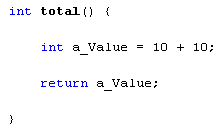 int total() {
int a_Value = 10 + 10;
return a_Value;
}